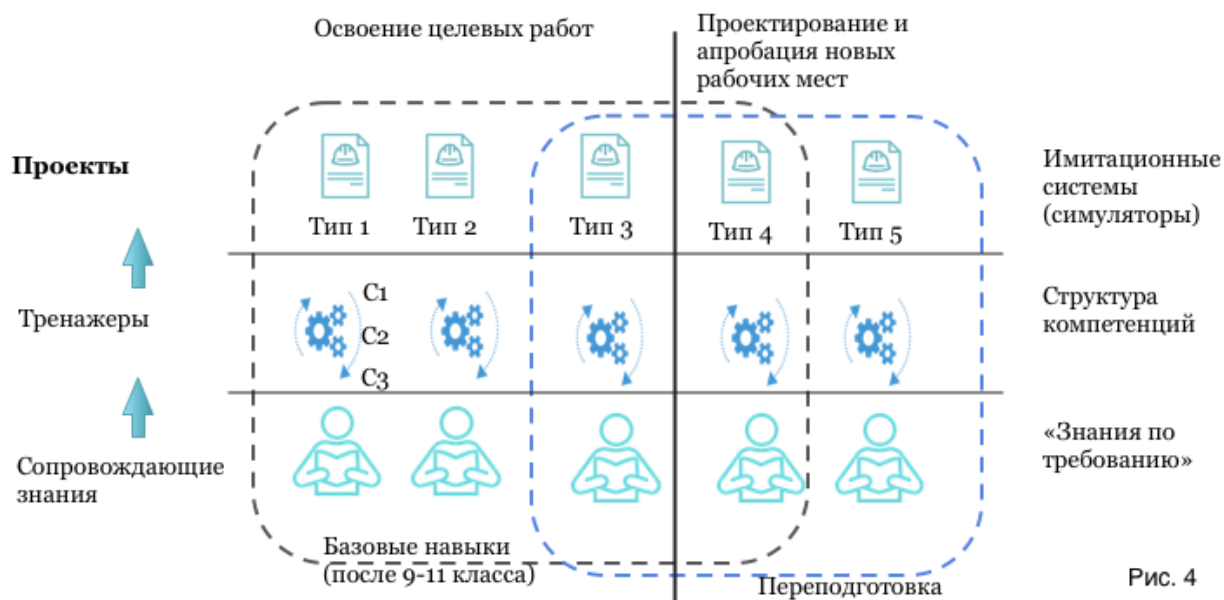 Освоение целевых работ
Проектирование и
апробация новых
рабочих мест
Проекты
Тип 1
Тип 2
Тип 3
Тип 4
Тип 5
Имитационные
системы
(симуляторы)
Тренажеры
С1
С2
С3
Структура
компетенций
Сопровождающие
знания
«Знания по
требованию»
Базовые навыки
(после 9-11 класса)
Переподготовка
Рис. 4